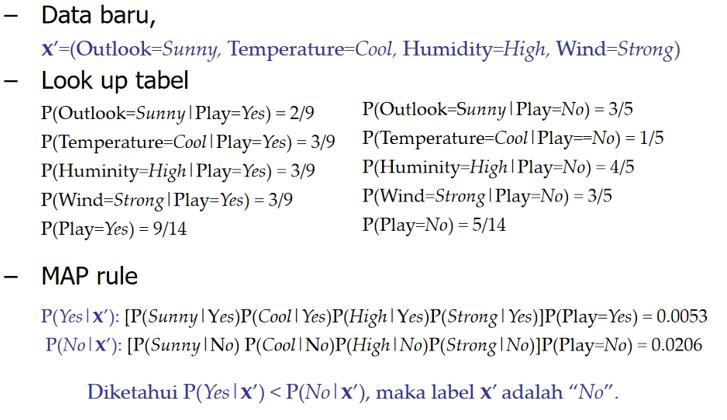 – Data baru,
x′=(Outlook=Sunny, Temperature=Cool, Humidity=High, Wind=Strong)
– Look up tabel
P(Outlook=Sunny|Play=Yes) = 2/9
P(Temperature=Cool|Play=Yes) = 3/9
P(Huminity=High|Play=Yes) = 3/9
P(Wind=Strong|Play=Yes) = 3/9
P(Play=Yes) = 9/14
P(Outlook=Sunny|Play=No) = 3/5
P(Temperature=Cool|Play==No) = 1/5
P(Huminity=High|Play=No) = 4/5
P(Wind=Strong|Play=No) = 3/5
P(Play=No) = 5/14
– MAP rule
P(Yes|x′): [P(Sunny|Yes)P(Cool|Yes)P(High|Yes)P(Strong|Yes)]P(Play=Yes) = 0.0053
P(No|x′): [P(Sunny|No) P(Cool|No)P(High|No)P(Strong|No)]P(Play=No) = 0.0206
Diketahui P(Yes|x′) < P(No|x′), maka label x′ adalah “No”.